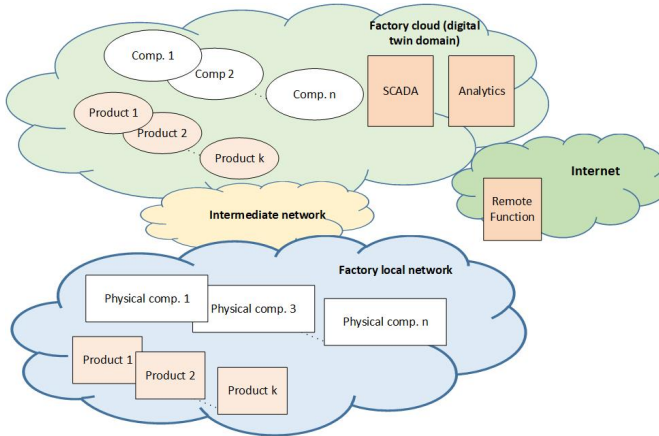 Factory cloud (digital
twin domain)
Comp. 1
Comp 2
Comp. n
SCADA
Analytics
Product 1
Product 2
Product k
Internet
Remote
Function
Intermediate network
Factory local network
Physical comp. 1
Physical comp. 3
Physical comp. n
Product 1
Product 2
Product k